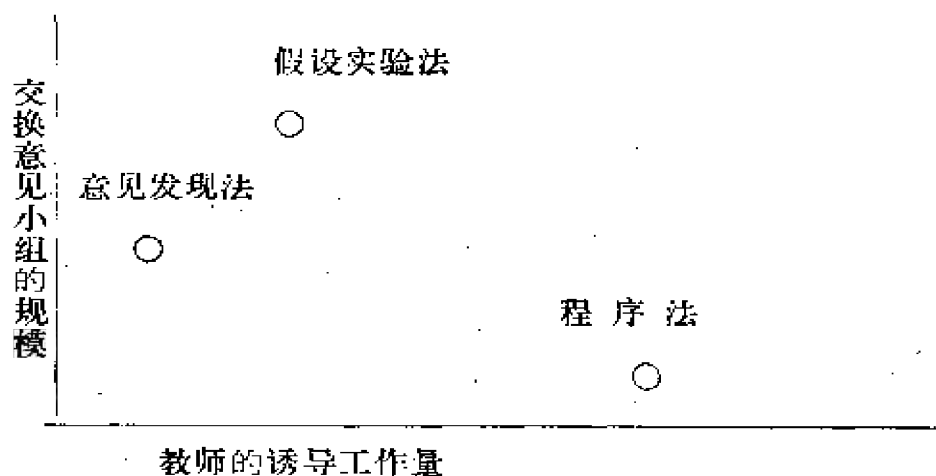 假设实验法
交换意见小组的规模
意见发现法
程序法
教师的诱导工作量